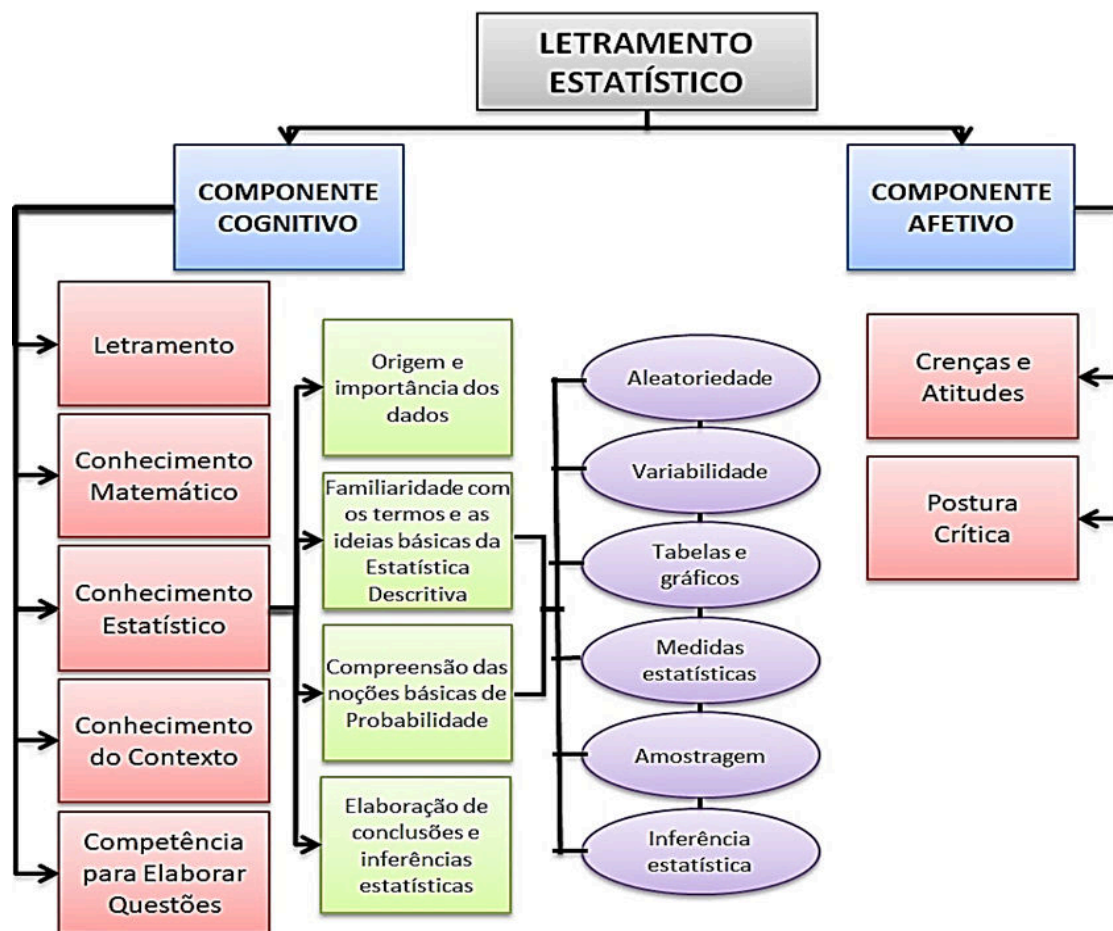 LETRAMENTO
ESTATÍSTICO
COMPONENTE
COGNITIVO
COMPONENTE
AFETIVO
Letramento
Conhecimento
Matemático
Conhecimento
Estatístico
Conhecimento
do Contexto
Competência
para Elaborar
Questões
Origem e
importância dos
dados
Familiaridade com
os termos e as
ideias básicas da
Estatística
Descritiva
Compreensão das
noções básicas de
Probabilidade
Elaboração de
conclusões e
inferências
estatísticas
Aleatoriedade
Variabilidade
Tabelas e
gráficos
Medidas
estatísticas
Amostragem
Inferência
estatística
Crenças e
Atitudes
Postura
Crítica